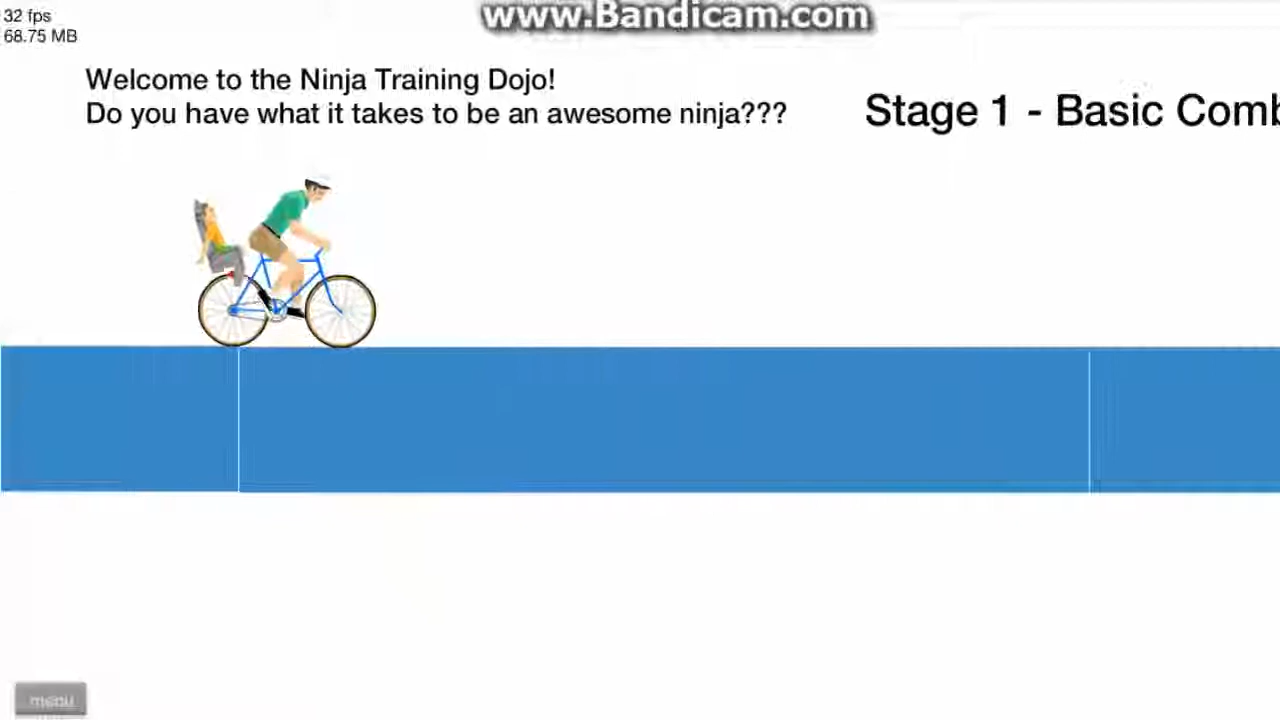 32 fps
68.75 MB
www.Bandicam.com
Welcome to the Ninja Training Dojo!
Do you have what it takes to be an awesome ninja???
Stage 1 - Basic Comb
menu